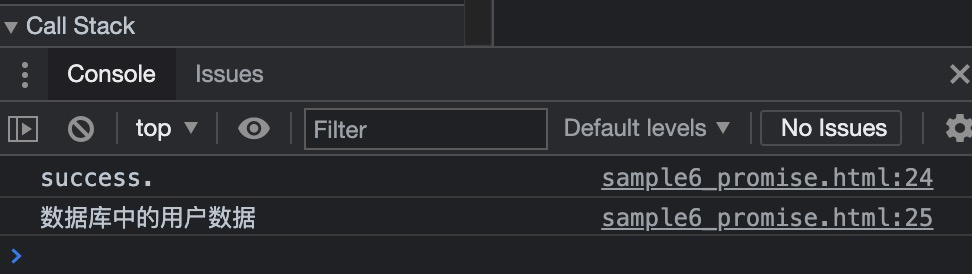 Call Stack
Console Issues
top Filter Default levels No Issues
success. sample6_promise.html:24
数据库中的用户数据 sample6_promise.html:25